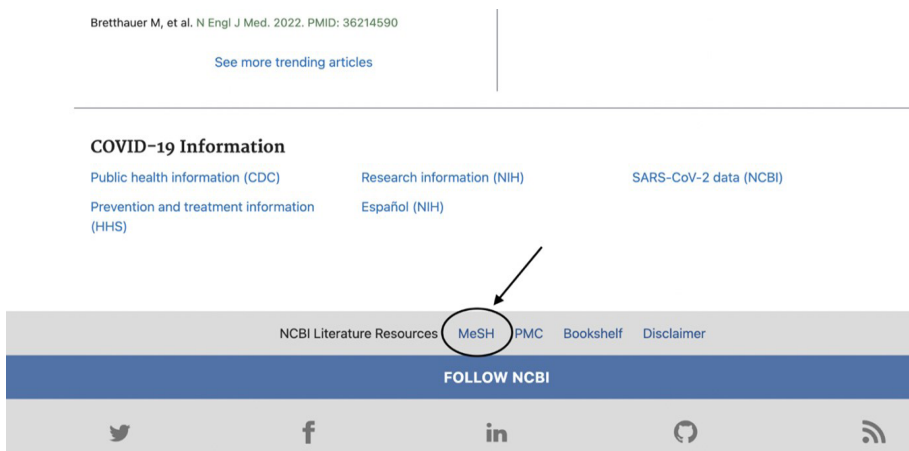 Bretthauer M, et al. N Engl J Med. 2022. PMID: 36214590
See more trending articles
COVID-19 Information
Public health information (CDC)
Research information (NIH)
SARS-CoV-2 data (NCBI)
Prevention and treatment information
(HHS)
Español (NIH)
NCBI Literature Resources MeSH PMC Bookshelf Disclaimer
FOLLOW NCBI